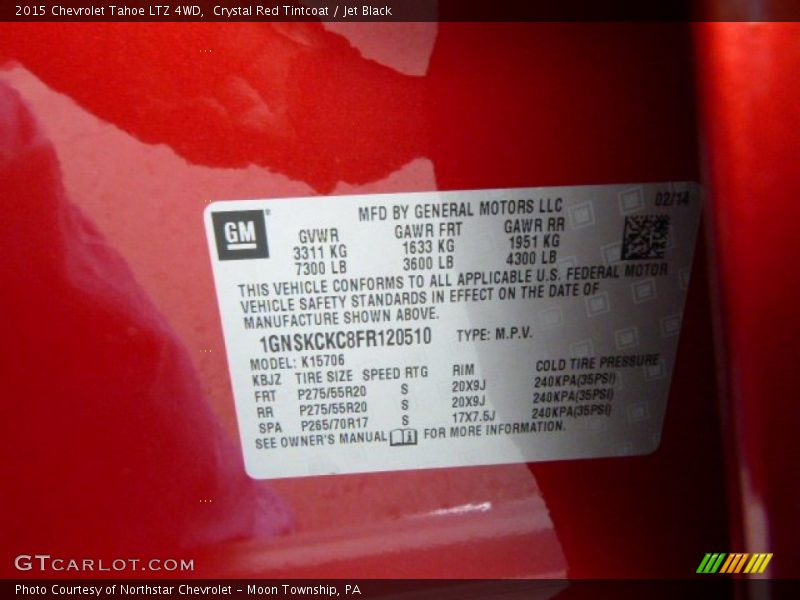 2015 Chevrolet Tahoe LTZ 4WD, Crystal Red Tintcoat / Jet Black
GM
MFD BY GENERAL MOTORS LLC 02/14
GVWR GAWR FRT GAWR RR
3311 KG 1633 KG 1951 KG
7300 LB 3600 LB 4300 LB
THIS VEHICLE CONFORMS TO ALL APPLICABLE U.S. FEDERAL MOTOR
VEHICLE SAFETY STANDARDS IN EFFECT ON THE DATE OF
MANUFACTURE SHOWN ABOVE.
1GNSKCKC8FR120510 TYPE: M.P.V.
MODEL: K15706
KBJZ TIRE SIZE SPEED RTG RIM COLD TIRE PRESSURE
FRT P275/55R20 S 20X9J 240KPA(35PSI)
RR P275/55R20 S 20X9J 240KPA(35PSI)
SPA P265/70R17 S 17X7.5J 240KPA(35PSI)
SEE OWNER'S MANUAL FOR MORE INFORMATION.
GTCARLOT.COM
Photo Courtesy of Northstar Chevrolet - Moon Township, PA